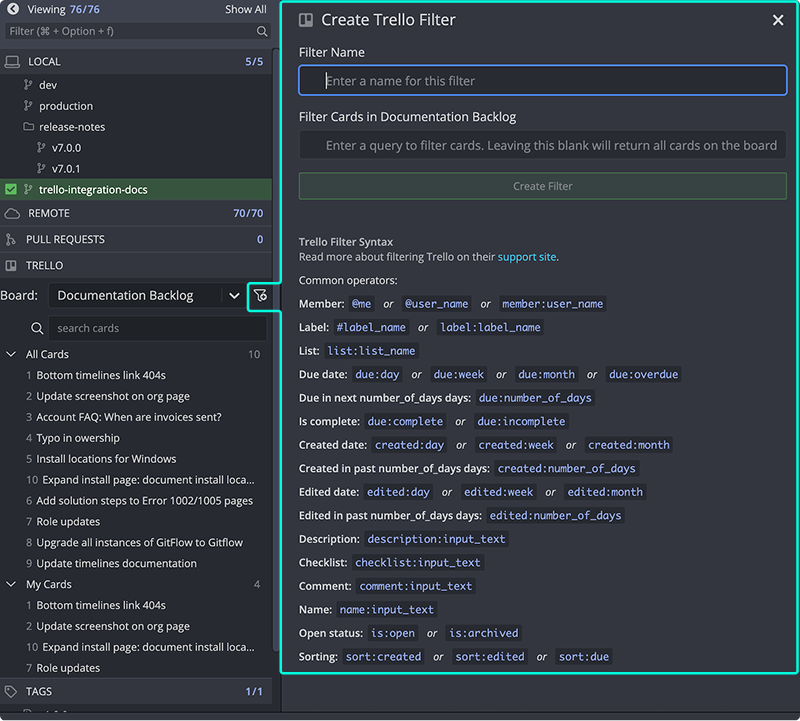 Viewing 76/76 Show All
Filter (⌘ + Option + f)
LOCAL 5/5
dev
production
release-notes
v7.0.0
v7.0.1
trello-integration-docs
REMOTE 70/70
PULL REQUESTS 0
TRELLO
Board: Documentation Backlog
search cards
All Cards 10
1 Bottom timelines link 404s
2 Update screenshot on org page
3 Account FAQ: When are invoices sent?
4 Typo in owership
5 Install locations for Windows
10 Expand install page: document install loca...
6 Add solution steps to Error 1002/1005 pages
7 Role updates
8 Upgrade all instances of GitFlow to Gitflow
9 Update timelines documentation
My Cards 4
1 Bottom timelines link 404s
2 Update screenshot on org page
10 Expand install page: document install loca...
7 Role updates
TAGS 1/1
Create Trello Filter
Filter Name
Enter a name for this filter
Filter Cards in Documentation Backlog
Enter a query to filter cards. Leaving this blank will return all cards on the board
Create Filter
Trello Filter Syntax
Read more about filtering Trello on their support site.
Common operators:
Member: @me or @user_name or member:user_name
Label: #label_name or label:label_name
List: list:list_name
Due date: due:day or due:week or due:month or due:overdue
Due in next number_of_days days: due:number_of_days
Is complete: due:complete or due:incomplete
Created date: created:day or created:week or created:month
Created in past number_of_days days: created:number_of_days
Edited date: edited:day or edited:week or edited:month
Edited in past number_of_days days: edited:number_of_days
Description: description:input_text
Checklist: checklist:input_text
Comment: comment:input_text
Name: name:input_text
Open status: is:open or is:archived
Sorting: sort:created or sort:edited or sort:due